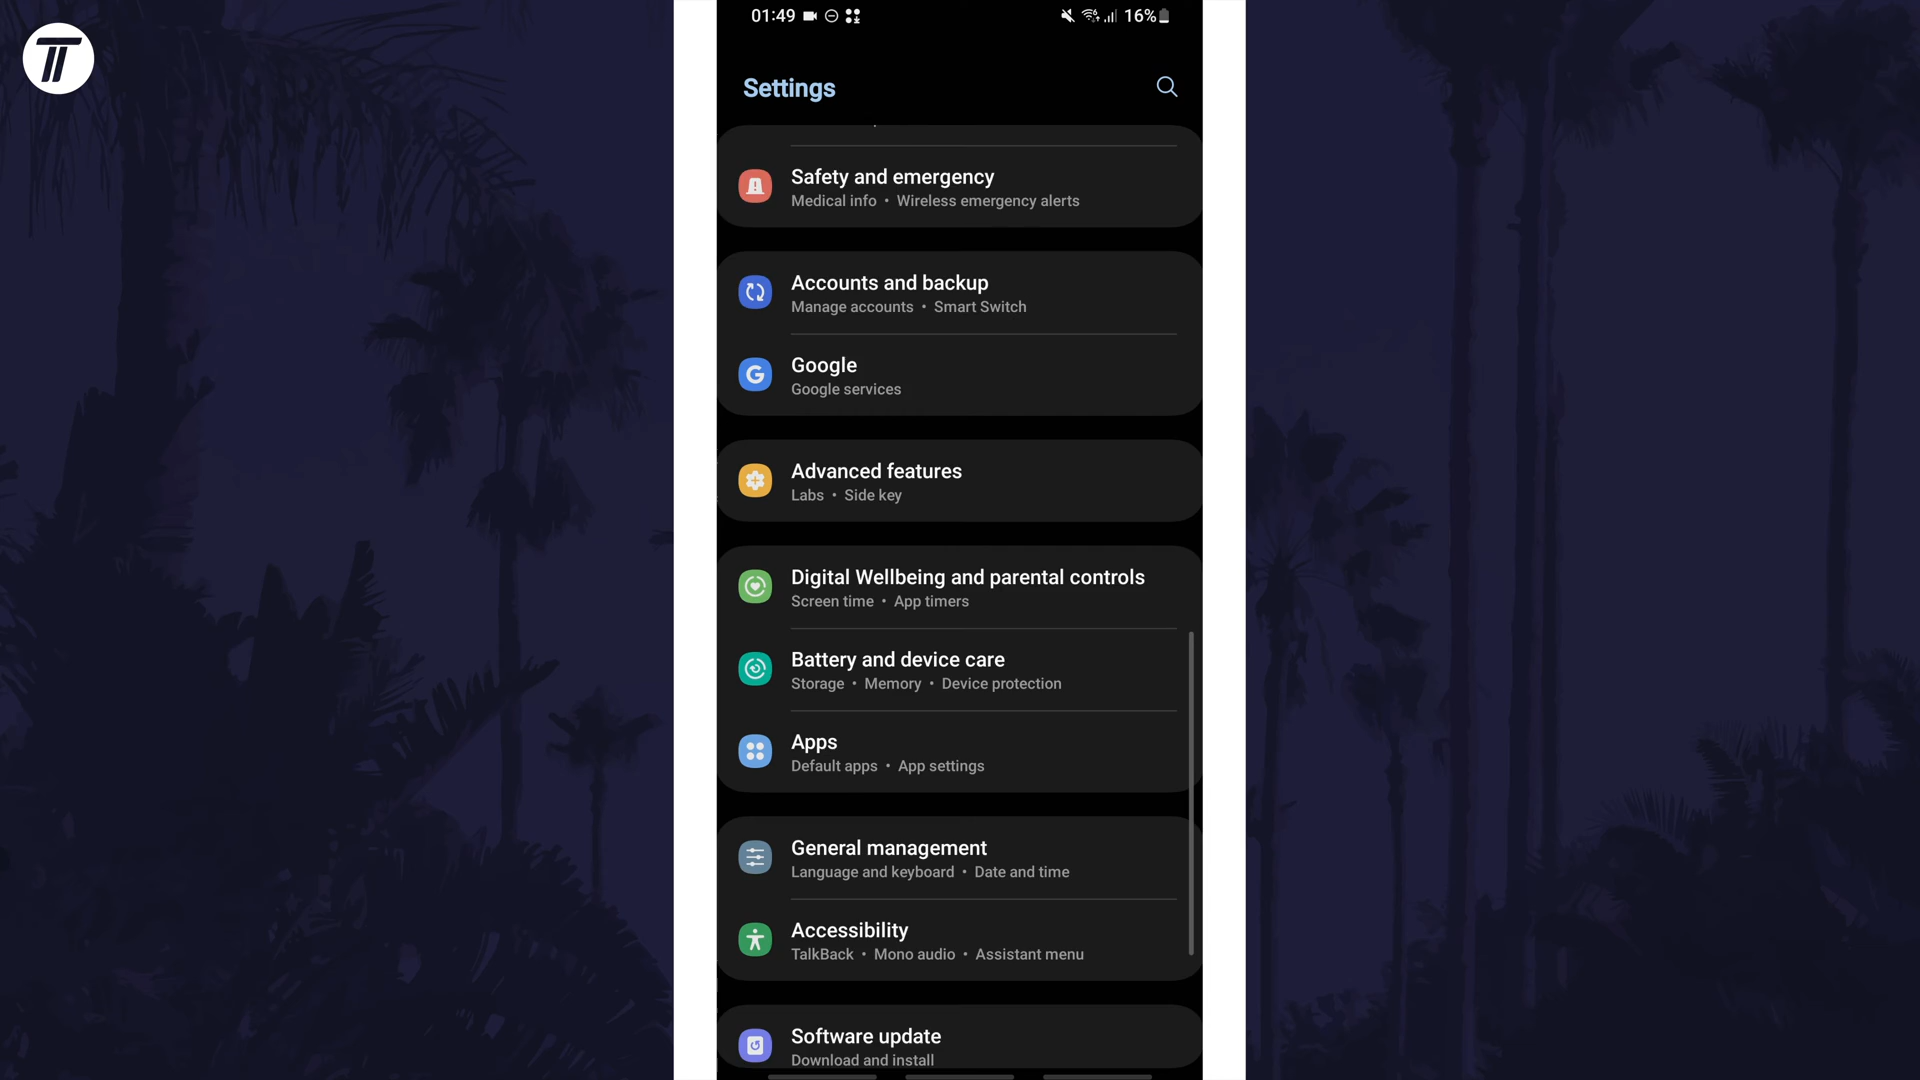 01:49
16%
Settings
Safety and emergency
Medical info • Wireless emergency alerts
Accounts and backup
Manage accounts • Smart Switch
Google
Google services
Advanced features
Labs • Side key
Digital Wellbeing and parental controls
Screen time • App timers
Battery and device care
Storage • Memory • Device protection
Apps
Default apps • App settings
General management
Language and keyboard • Date and time
Accessibility
TalkBack • Mono audio • Assistant menu
Software update
Download and install